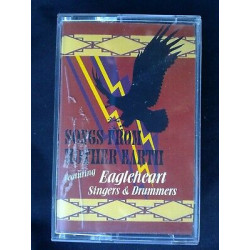 SONGS FROM
MOTHER EARTH
featuring Eagleheart
Singers & Drummers